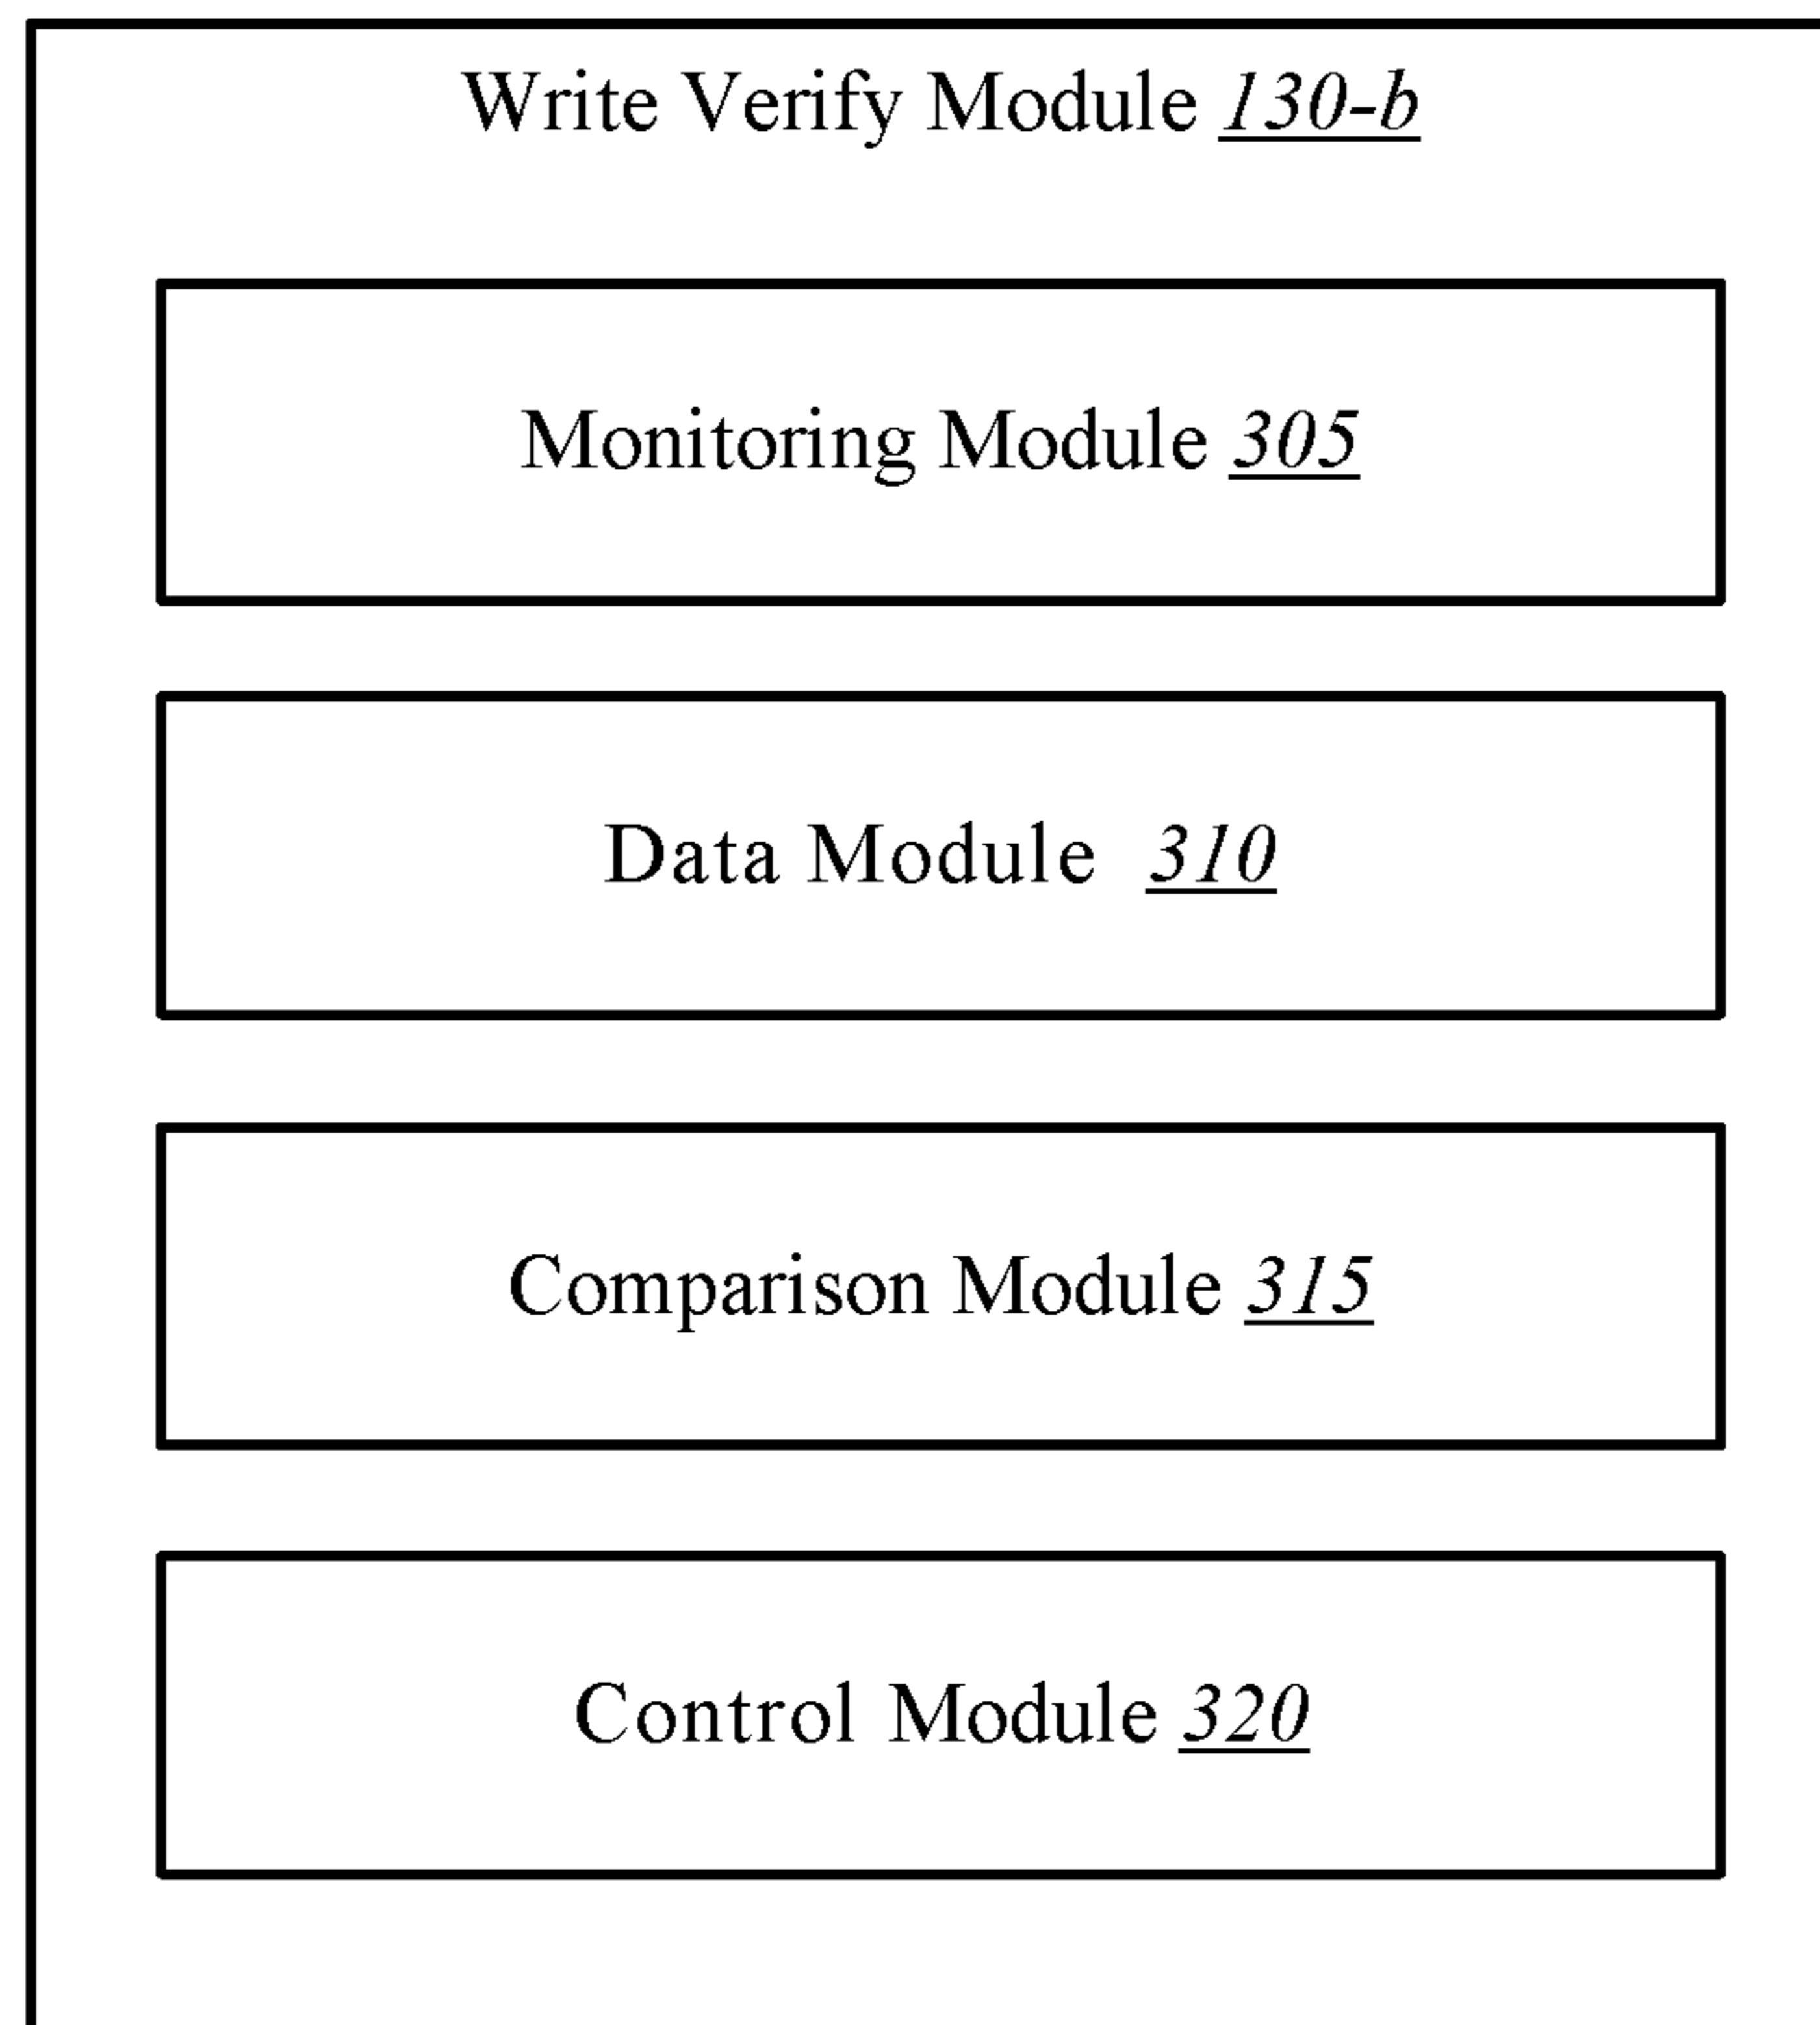 Write Verify Module 130-b
Monitoring Module 305
Data Module 310
Comparison Module 315
Control Module 320